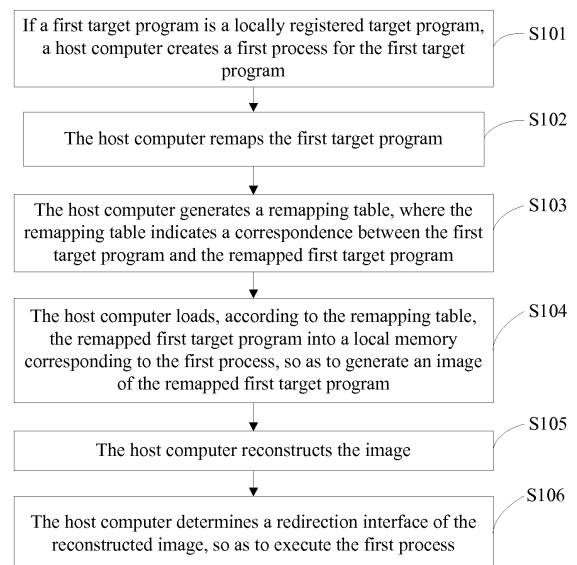 If a first target program is a locally registered target program,
a host computer creates a first process for the first target
program
S101
The host computer remaps the first target program
S102
The host computer generates a remapping table, where the
remapping table indicates a correspondence between the first
target program and the remapped first target program
S103
The host computer loads, according to the remapping table,
the remapped first target program into a local memory
corresponding to the first process, so as to generate an image
of the remapped first target program
S104
The host computer reconstructs the image
S105
The host computer determines a redirection interface of the
reconstructed image, so as to execute the first process
S106